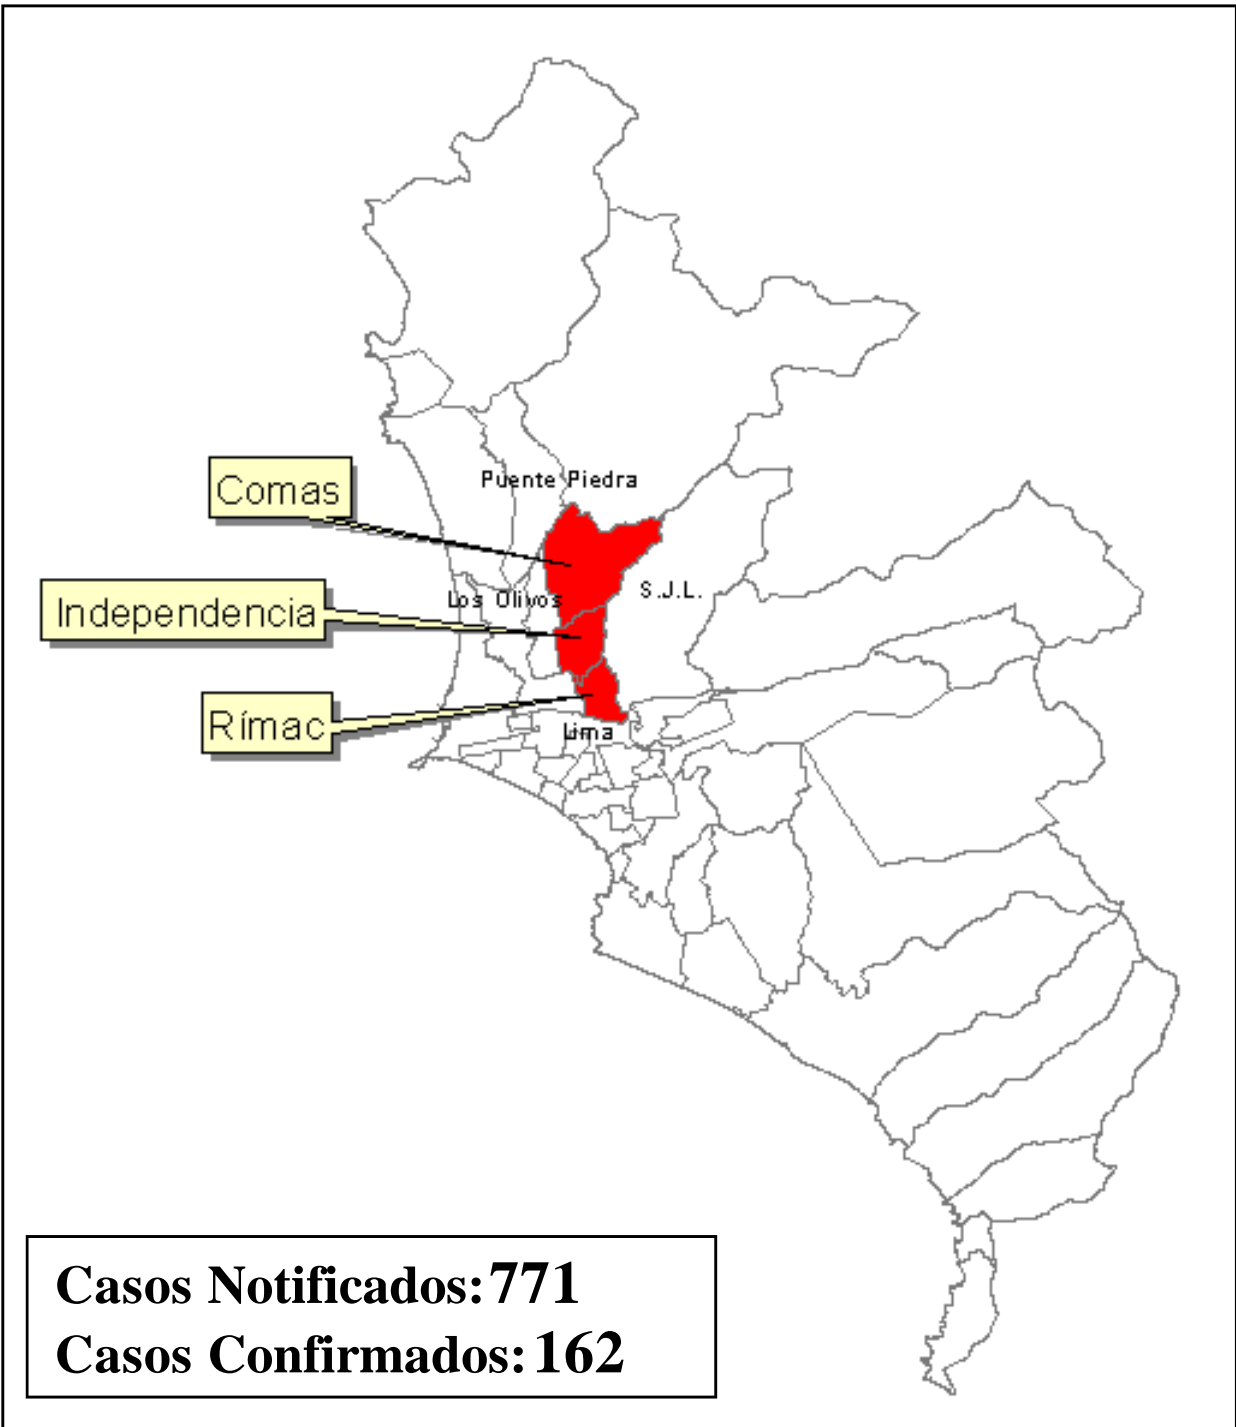 Puente Piedra
Comas
S.J.L.
Los Olivos
Independencia
Rímac
Lima
Casos Notificados: 771
Casos Confirmados: 162